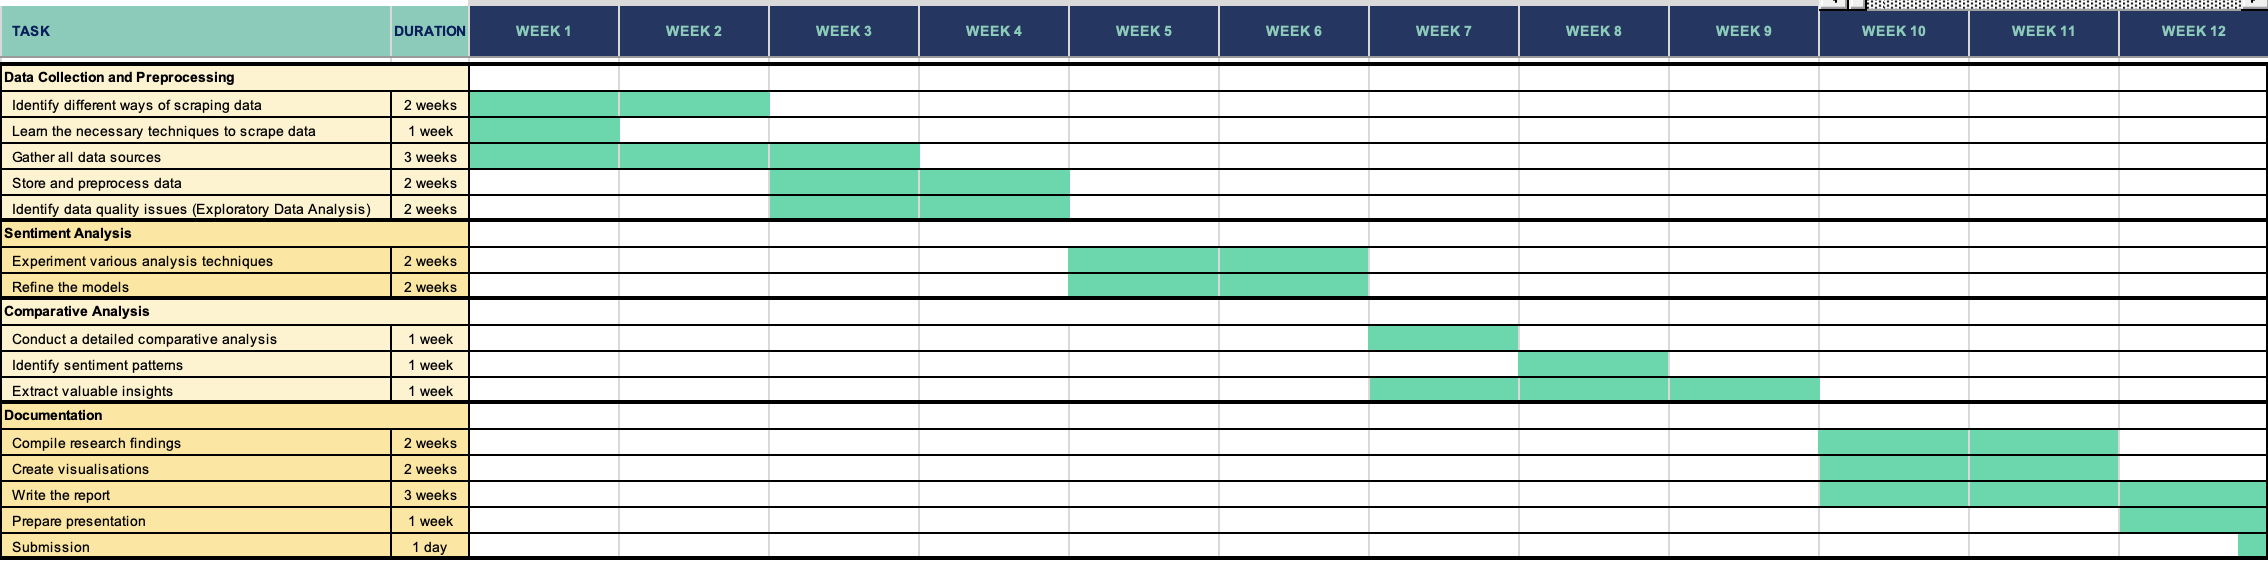 TASK DURATION WEEK 1 WEEK 2 WEEK 3 WEEK 4 WEEK 5 WEEK 6 WEEK 7 WEEK 8 WEEK 9 WEEK 10 WEEK 11 WEEK 12
Data Collection and Preprocessing
Identify different ways of scraping data 2 weeks
Learn the necessary techniques to scrape data 1 week
Gather all data sources 3 weeks
Store and preprocess data 2 weeks
Identify data quality issues (Exploratory Data Analysis) 2 weeks
Sentiment Analysis
Experiment various analysis techniques 2 weeks
Refine the models 2 weeks
Comparative Analysis
Conduct a detailed comparative analysis 1 week
Identify sentiment patterns 1 week
Extract valuable insights 1 week
Documentation
Compile research findings 2 weeks
Create visualisations 2 weeks
Write the report 3 weeks
Prepare presentation 1 week
Submission 1 day